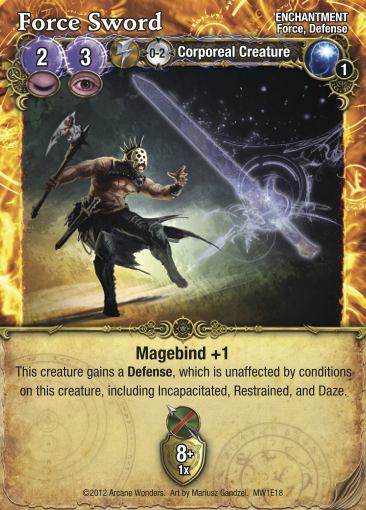 Force Sword
ENCHANTMENT
Force, Defense
2
3
0-2
Corporeal Creature
1
Magebind +1
This creature gains a Defense, which is unaffected by conditions
on this creature, including Incapacitated, Restrained, and Daze.
8+
1x
©2012 Arcane Wonders. Art by Mariusz Gandzel. MW1E18